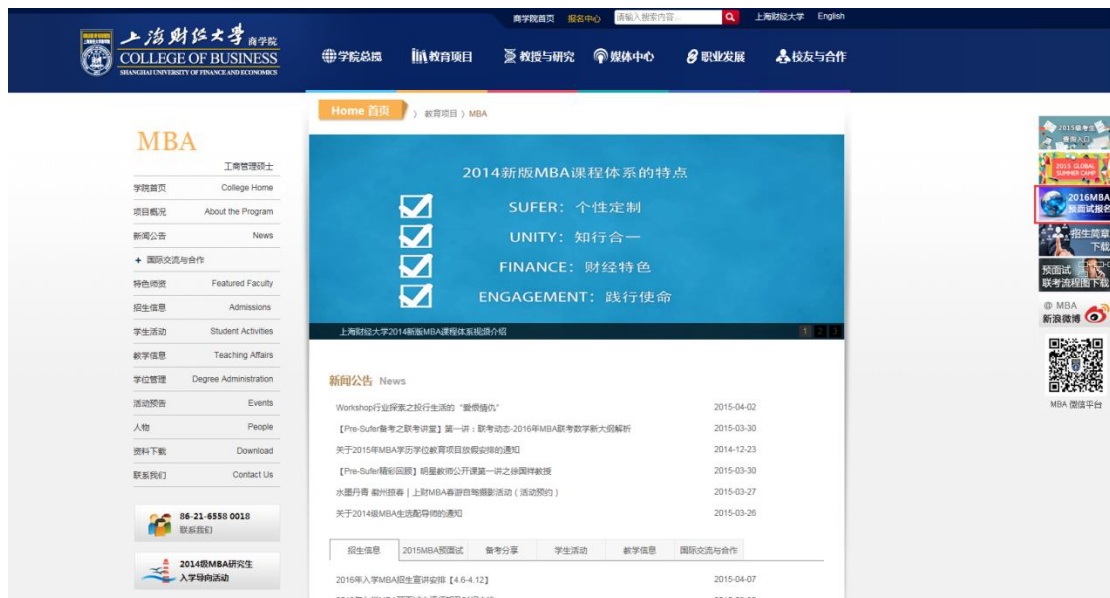 商学院首页 报名中心 请输入搜索内容... 上海财经大学 English
上海财经大学 商学院
COLLEGE OF BUSINESS
SHANGHAI UNIVERSITY OF FINANCE AND ECONOMICS
学院总揽 教育项目 教授与研究 媒体中心 职业发展 校友与合作
Home 首页 〉 教育项目 〉 MBA
MBA
工商管理硕士
学院首页 College Home
项目概况 About the Program
新闻公告 News
+ 国际交流与合作
特色师资 Featured Faculty
招生信息 Admissions
学生活动 Student Activities
教学信息 Teaching Affairs
学位管理 Degree Administration
活动预告 Events
人物 People
资料下载 Download
联系我们 Contact Us
86-21-6558 0018
联系我们
2014级MBA研究生
入学导向活动
2014新版MBA课程体系的特点
SUFER：个性定制
UNITY：知行合一
FINANCE：财经特色
ENGAGEMENT：践行使命
上海财经大学2014新版MBA课程体系视频介绍 1 2 3
新闻公告 News
Workshop行业探索之投行生活的“爱恨情仇” 2015-04-02
【Pre-Sufer备考之联考讲堂】第一讲：联考动态-2016年MBA联考数学新大纲解析 2015-03-30
关于2015年MBA学历学位教育项目放假安排的通知 2014-12-23
【Pre-Sufer精彩回顾】明星教师公开课第一讲之徐国祥教授 2015-03-30
水墨丹青 徽州踏春 | 上财MBA春游自驾摄影活动（活动预约） 2015-03-27
关于2014级MBA生选配导师的通知 2015-03-26
招生信息 2015MBA预面试 备考分享 学生活动 教学信息 国际交流与合作
2016年入学MBA招生宣讲安排【4.6-4.12】 2015-04-07
2015级考生
查询入口
2015 GLOBAL
SUMMER CAMP
2016MBA
预面试报名
招生简章
下载
预面试
联考流程图下载
@ MBA
新浪微博
MBA 微信平台